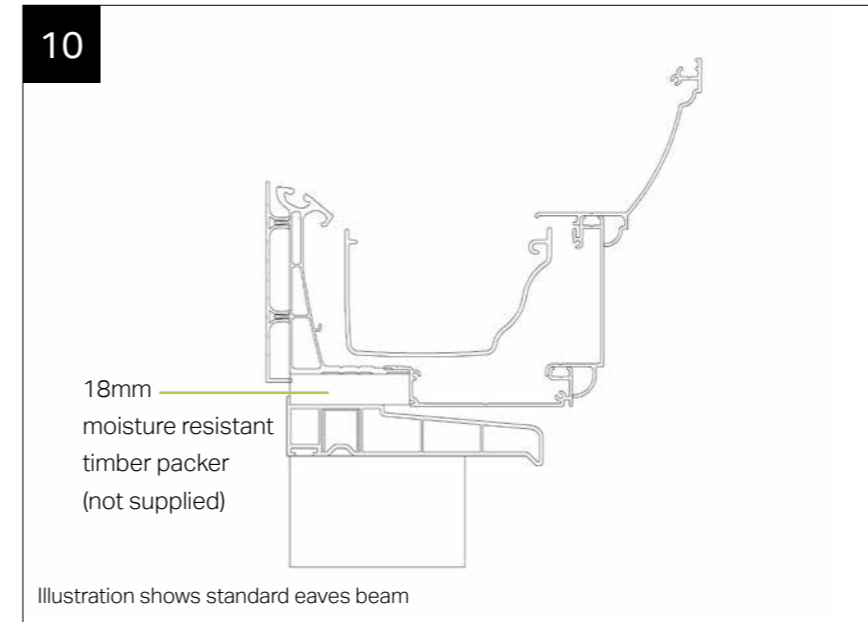 10
18mm
moisture resistant
timber packer
(not supplied)
Illustration shows standard eaves beam